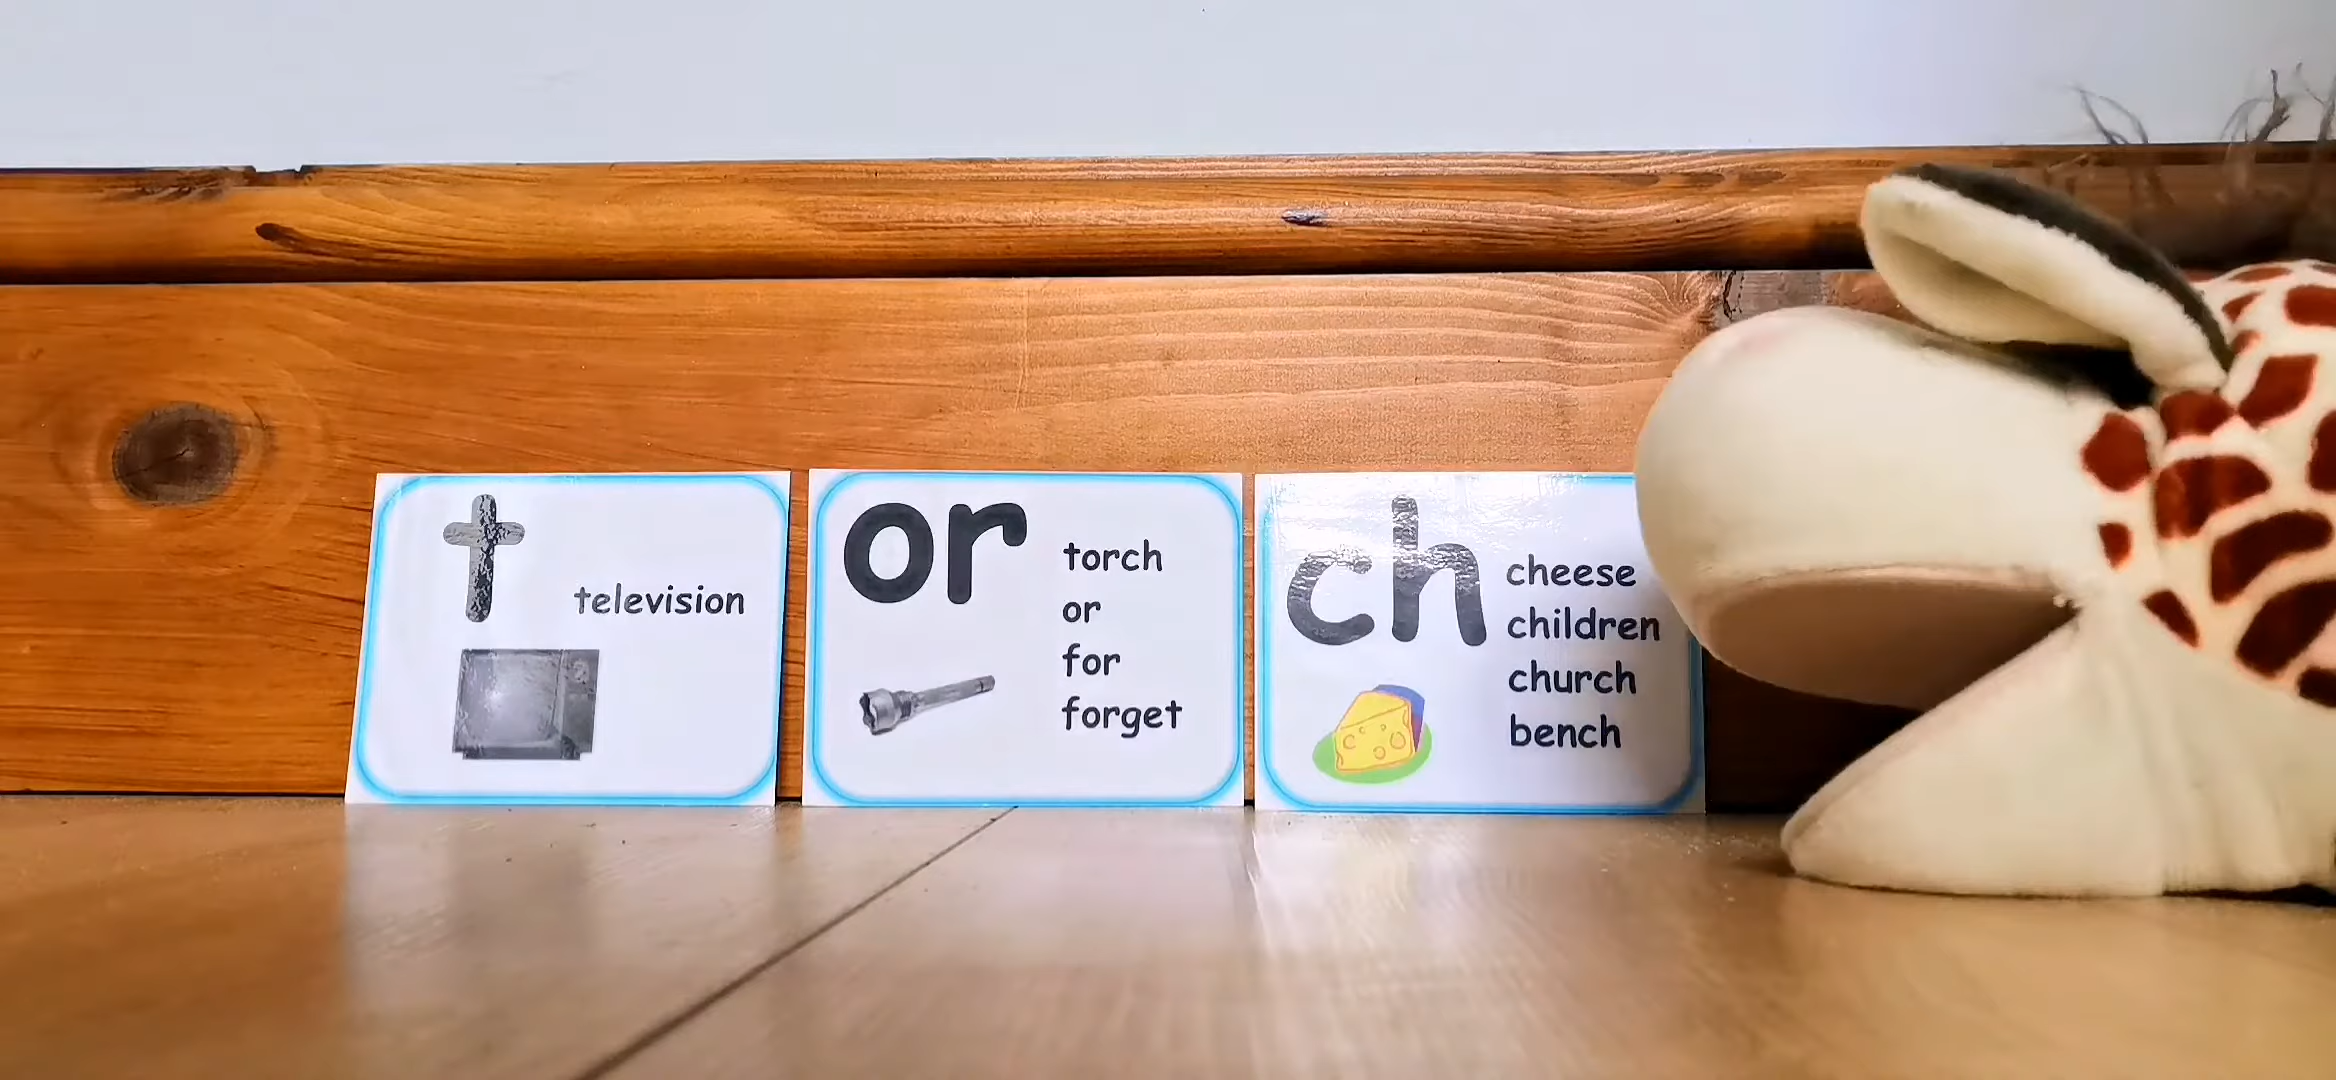 t
television
or
torch
or
for
forget
ch
cheese
children
church
bench